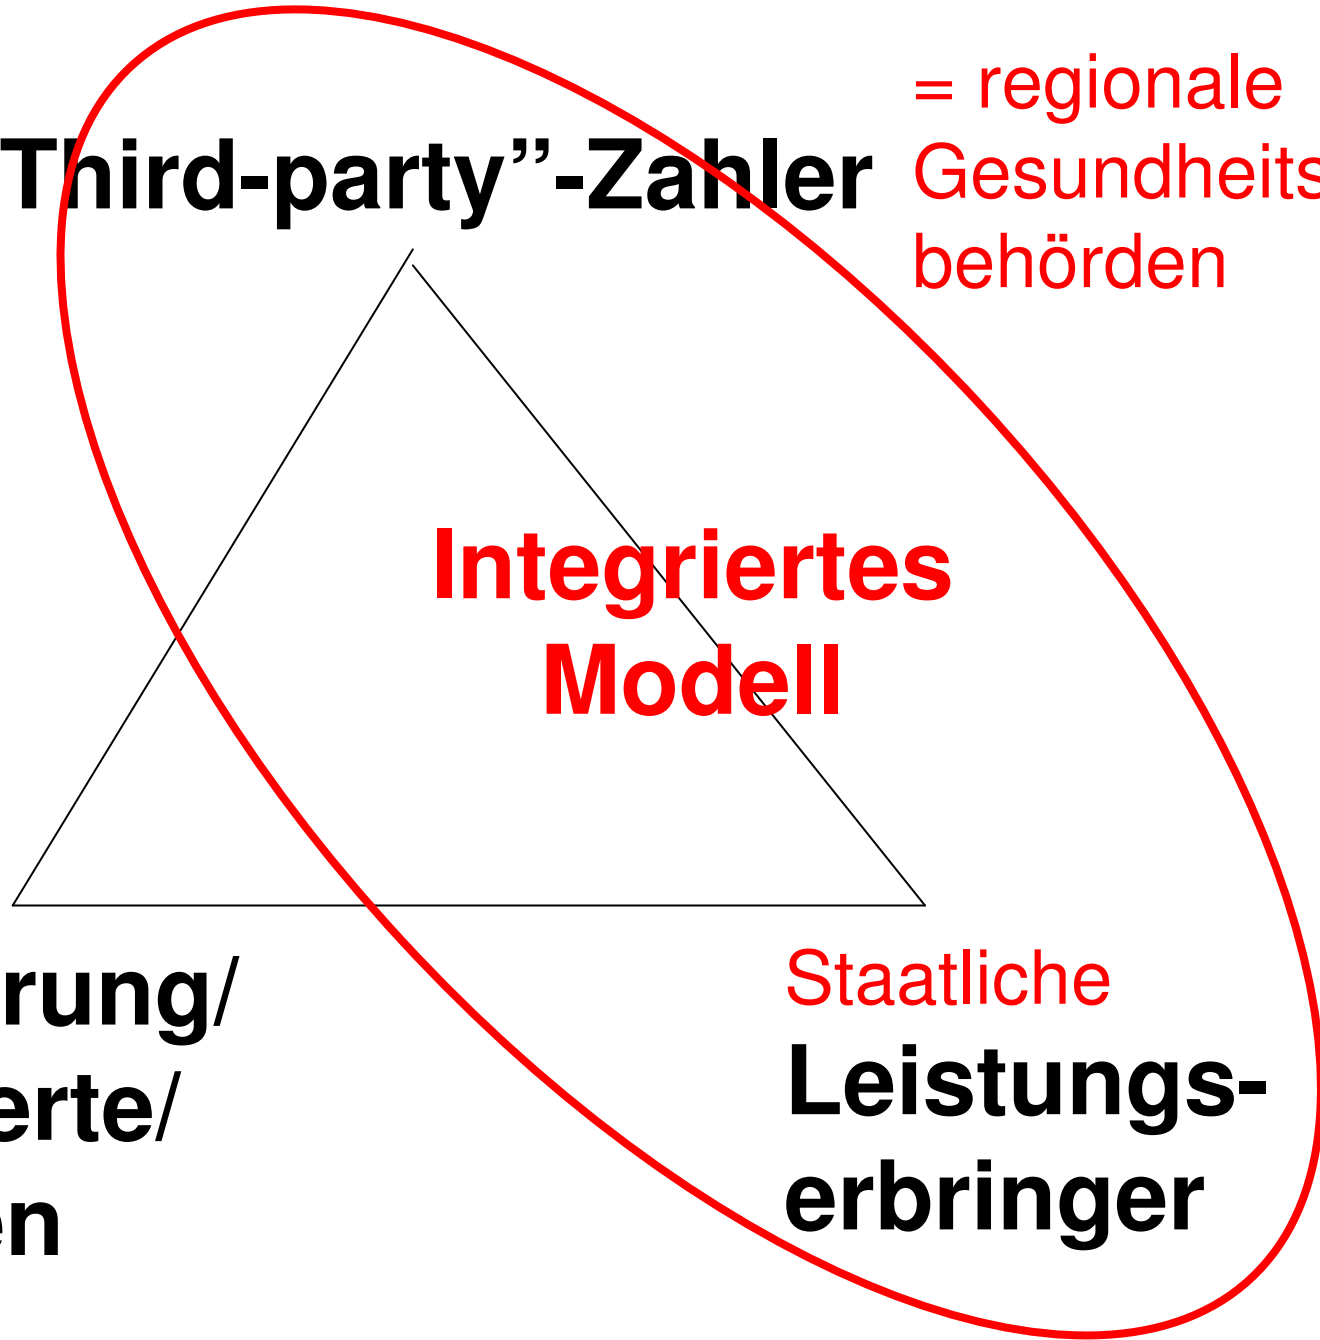 = regionale
Third-party”-Zahler
Gesundheits
behörden
Integriertes
Modell
rung/
erte/
en
Staatliche
Leistungs-
erbringer